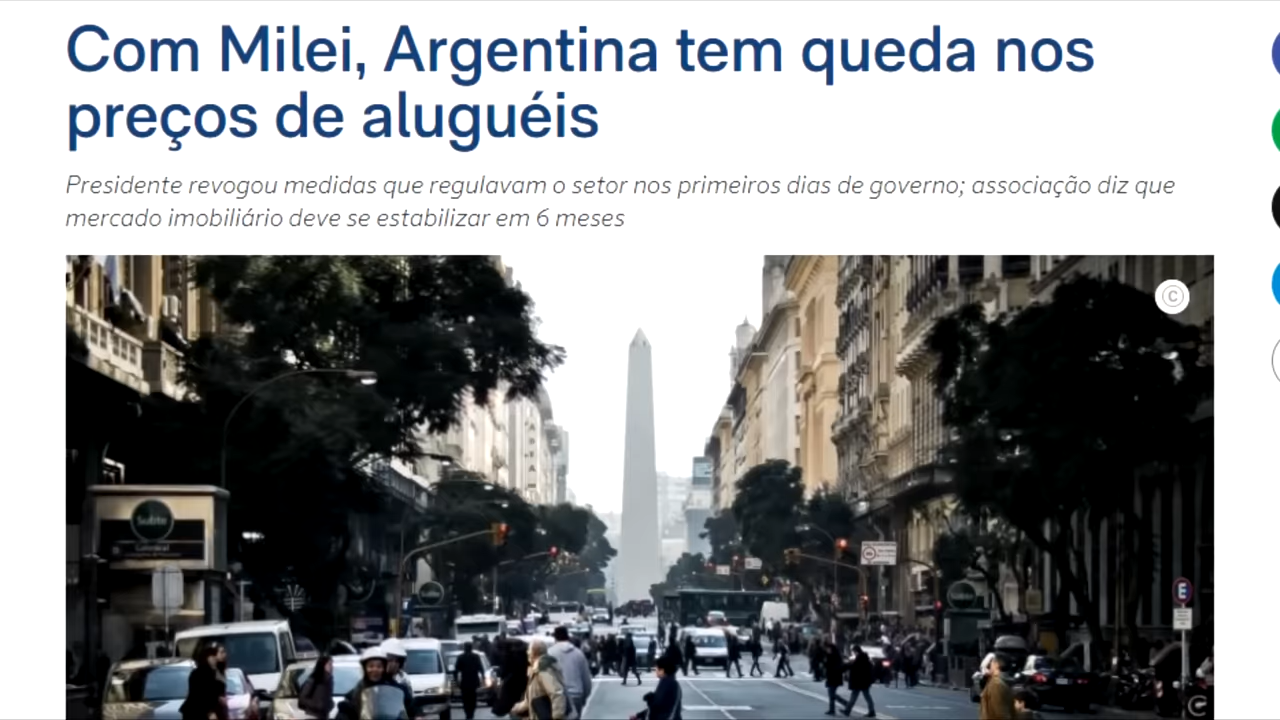 Com Milei, Argentina tem queda nos
preços de aluguéis
Presidente revogou medidas que regulavam o setor nos primeiros dias de governo; associação diz que
mercado imobiliário deve se estabilizar em 6 meses
©
Subte
E